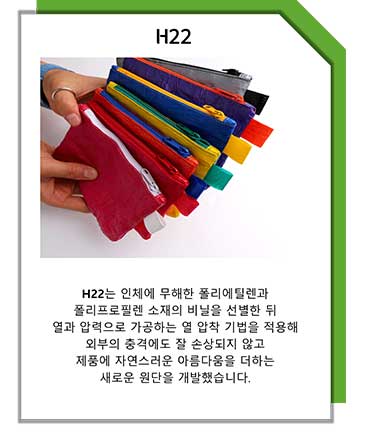 H22
H22는 인체에 무해한 폴리에틸렌과
폴리프로필렌 소재의 비닐을 선별한 뒤
열과 압력으로 가공하는 열 압착 기법을 적용해
외부의 충격에도 잘 손상되지 않고
제품에 자연스러운 아름다움을 더하는
새로운 원단을 개발했습니다.